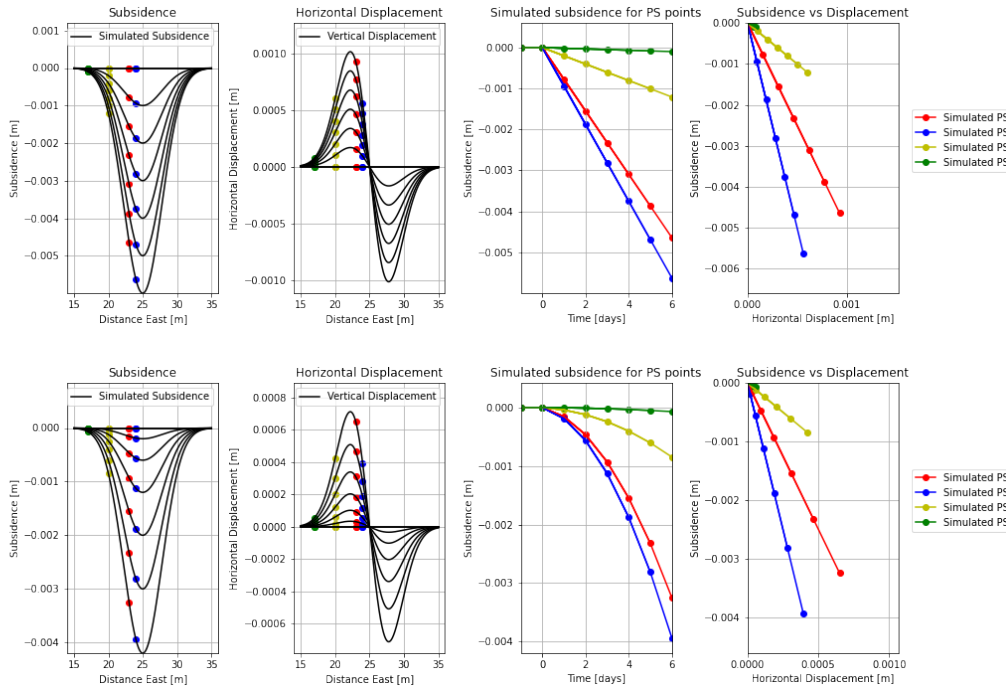 Subsidence
Horizontal Displacement
Simulated subsidence for PS points
Subsidence vs Displacement
Simulated Subsidence
Vertical Displacement
Subsidence [m]
0.001
0.000
−0.001
−0.002
−0.003
−0.004
−0.005
15 20 25 30 35
Distance East [m]
Horizontal Displacement [m]
0.0010
0.0005
0.0000
−0.0005
−0.0010
15 20 25 30 35
Distance East [m]
Subsidence [m]
0.000
−0.001
−0.002
−0.003
−0.004
−0.005
0 2 4 6
Time [days]
Subsidence [m]
0.000
−0.001
−0.002
−0.003
−0.004
−0.005
−0.006
0.000 0.001
Horizontal Displacement [m]
Simulated PS
Simulated PS
Simulated PS
Simulated PS
Subsidence
Horizontal Displacement
Simulated subsidence for PS points
Subsidence vs Displacement
Simulated Subsidence
Vertical Displacement
Subsidence [m]
0.000
−0.001
−0.002
−0.003
−0.004
15 20 25 30 35
Distance East [m]
Horizontal Displacement [m]
0.0008
0.0006
0.0004
0.0002
0.0000
−0.0002
−0.0004
−0.0006
15 20 25 30 35
Distance East [m]
Subsidence [m]
0.000
−0.001
−0.002
−0.003
−0.004
0 2 4 6
Time [days]
Subsidence [m]
0.000
−0.001
−0.002
−0.003
−0.004
0.0000 0.0005 0.0010
Horizontal Displacement [m]
Simulated PS
Simulated PS
Simulated PS
Simulated PS